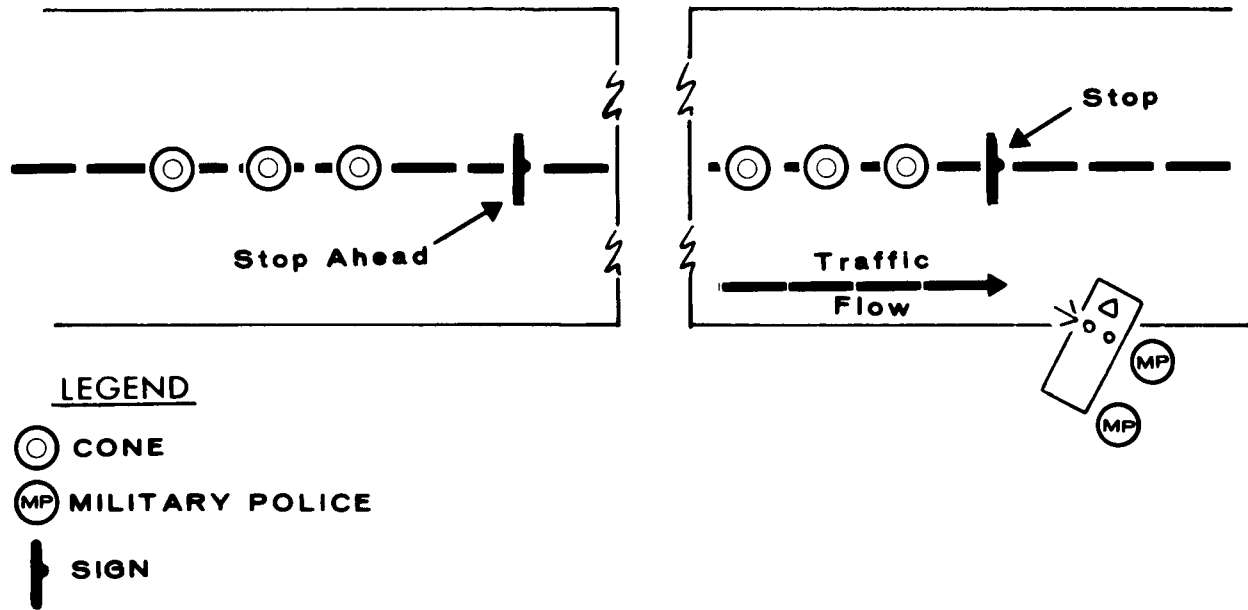 Stop
Stop Ahead
Traffic
Flow
MP
MP
LEGEND
CONE
MP MILITARY POLICE
SIGN